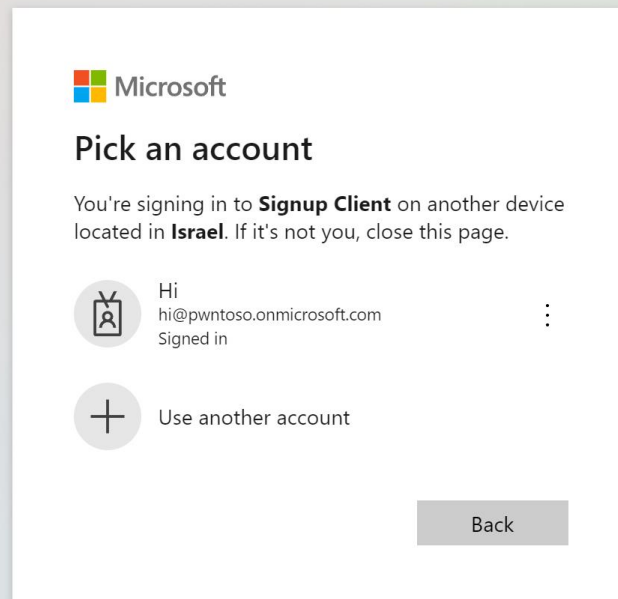 Microsoft
Pick an account
You're signing in to Signup Client on another device
located in Israel. If it's not you, close this page.
Hi
hi@pwntoso.onmicrosoft.com
Signed in
Use another account
Back